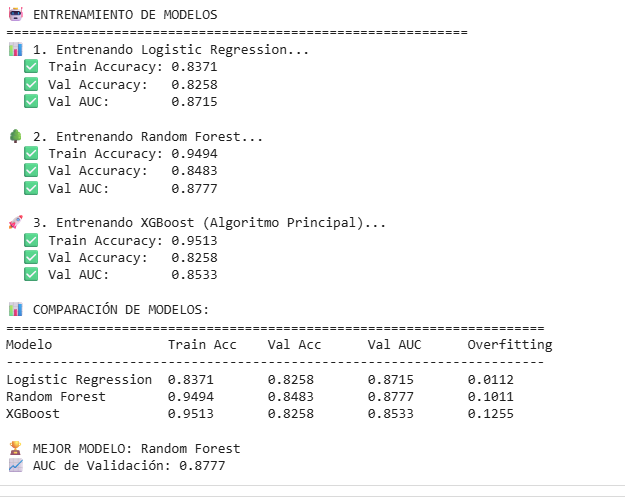 🤖 ENTRENAMIENTO DE MODELOS
============================================================
📊 1. Entrenando Logistic Regression...
✅ Train Accuracy: 0.8371
✅ Val Accuracy: 0.8258
✅ Val AUC: 0.8715
🌳 2. Entrenando Random Forest...
✅ Train Accuracy: 0.9494
✅ Val Accuracy: 0.8483
✅ Val AUC: 0.8777
🚀 3. Entrenando XGBoost (Algoritmo Principal)...
✅ Train Accuracy: 0.9513
✅ Val Accuracy: 0.8258
✅ Val AUC: 0.8533
📊 COMPARACIÓN DE MODELOS:
======================================================================
Modelo Train Acc Val Acc Val AUC Overfitting
----------------------------------------------------------------------
Logistic Regression 0.8371 0.8258 0.8715 0.0112
Random Forest 0.9494 0.8483 0.8777 0.1011
XGBoost 0.9513 0.8258 0.8533 0.1255
🏆 MEJOR MODELO: Random Forest
📈 AUC de Validación: 0.8777